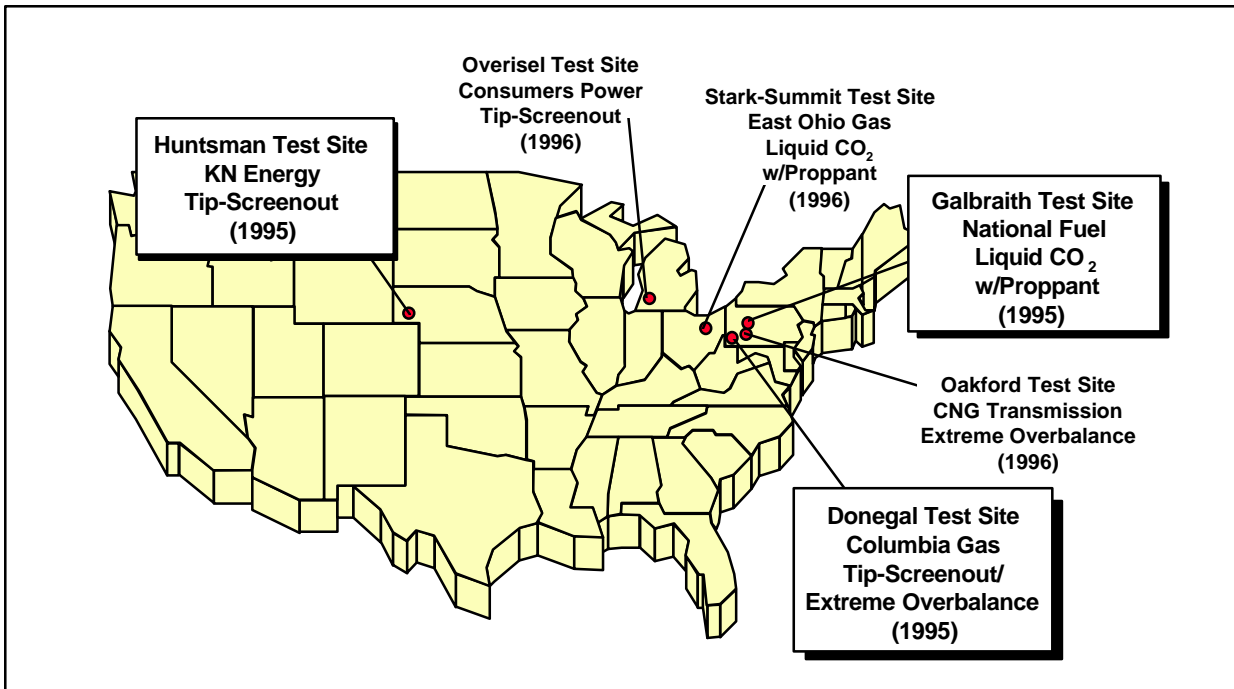 Overisel Test Site
Consumers Power
Tip-Screenout
(1996)
Stark-Summit Test Site
East Ohio Gas
Liquid CO₂
w/Proppant
(1996)
Huntsman Test Site
KN Energy
Tip-Screenout
(1995)
Galbraith Test Site
National Fuel
Liquid CO₂
w/Proppant
(1995)
Oakford Test Site
CNG Transmission
Extreme Overbalance
(1996)
Donegal Test Site
Columbia Gas
Tip-Screenout/
Extreme Overbalance
(1995)